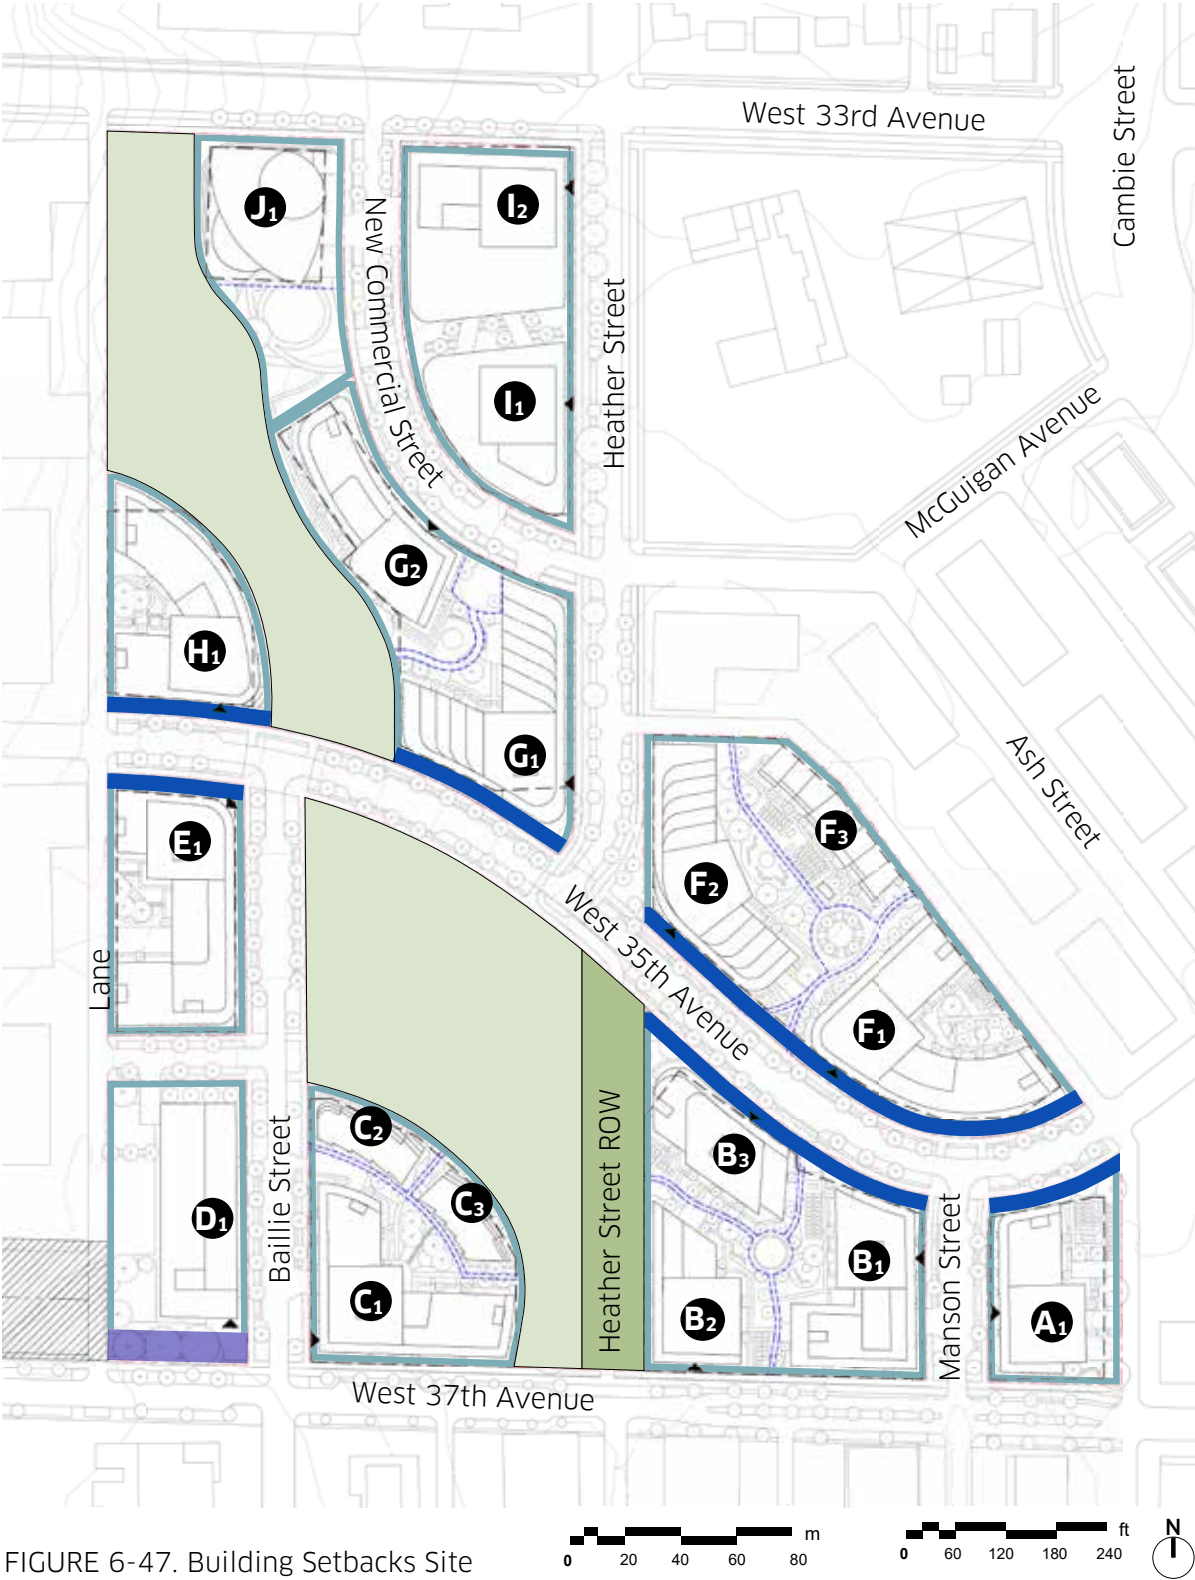 West 33rd Avenue
Cambie Street
J1
I2
New Commercial Street
Heather Street
I1
McGuigan Avenue
G2
H1
G1
Ash Street
E1
F3
F2
West 35th Avenue
Lane
F1
C2
B3
Heather Street ROW
Baillie Street
D1
C3
B1
Manson Street
C1
B2
A1
West 37th Avenue
FIGURE 6-47. Building Setbacks Site
m
0 20 40 60 80
ft
0 60 120 180 240
N